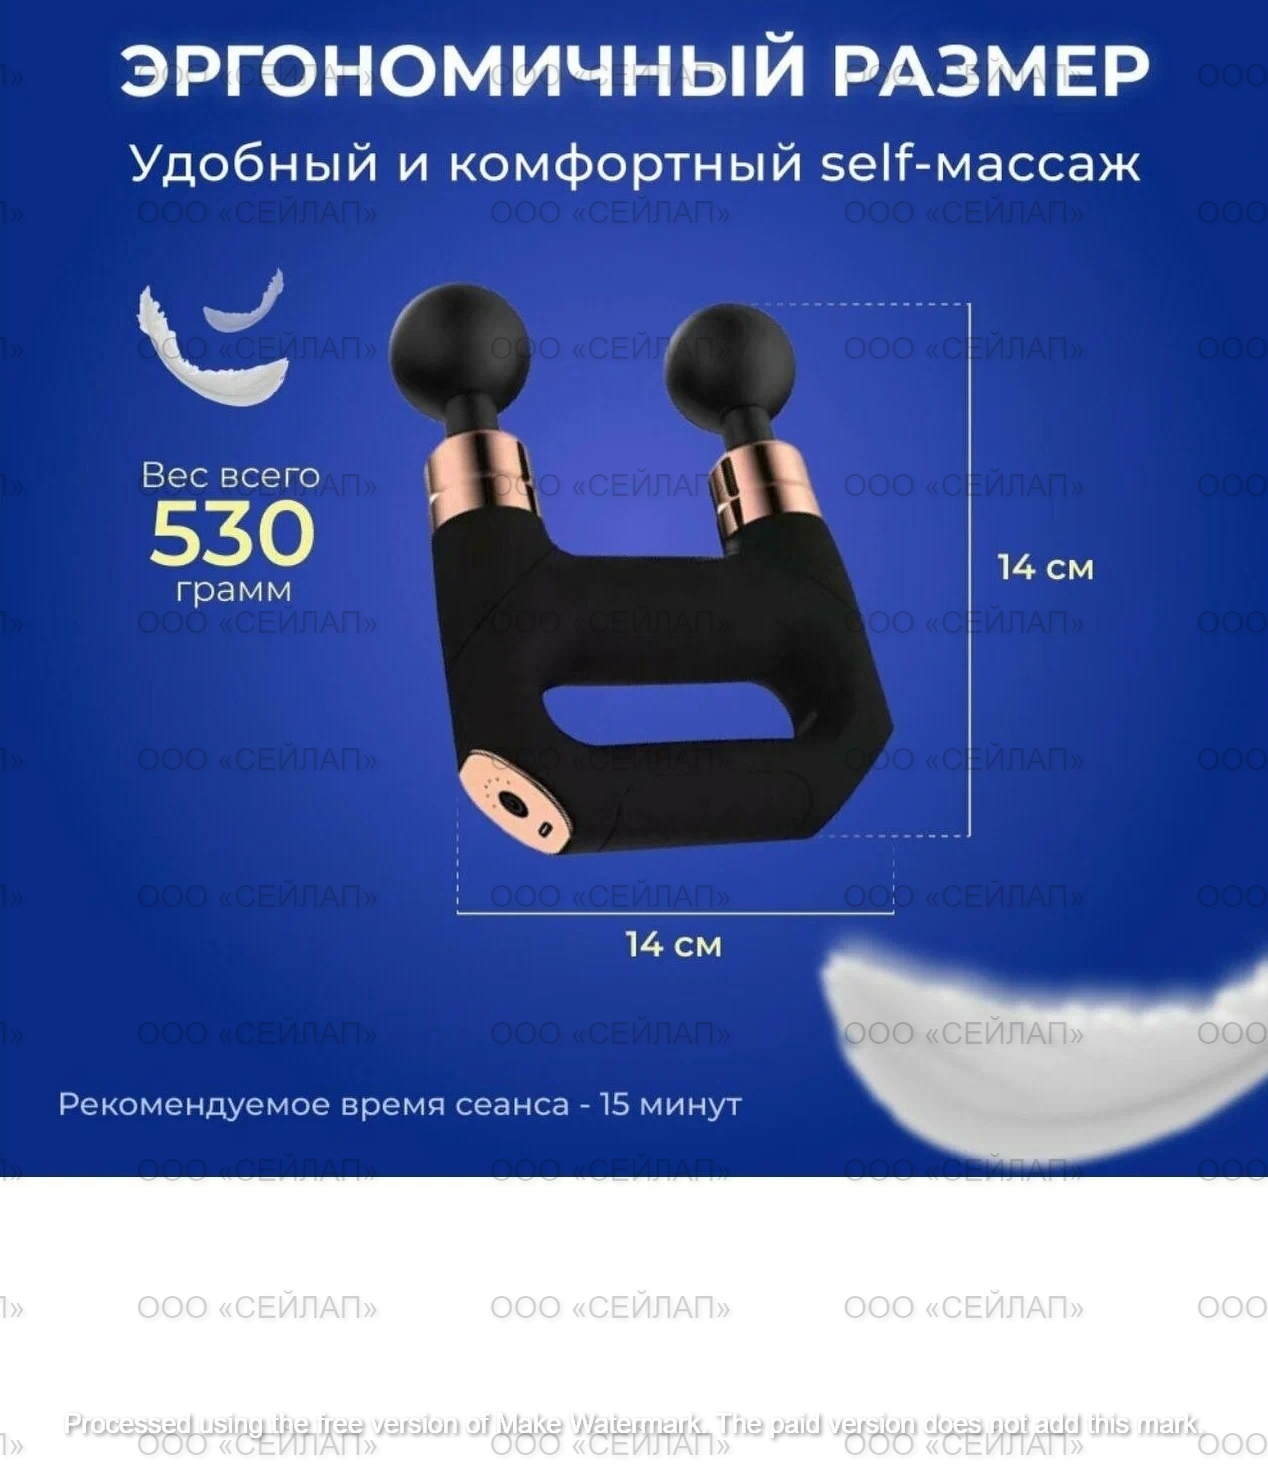 ЭРГОНОМИЧНЫЙ РАЗМЕР
Удобный и комфортный self-массаж
Вес всего
530
грамм
14 см
14 см
Рекомендуемое время сеанса - 15 минут
ООО «СЕЙЛАП»
Processed using the free version of Make Watermark. The paid version does not add this mark.